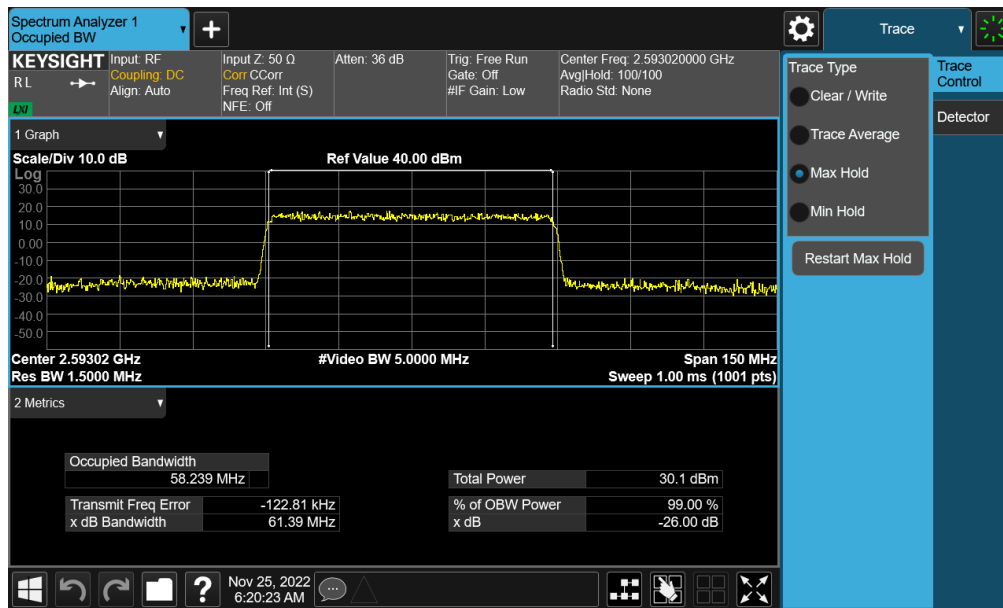 Spectrum Analyzer 1
Occupied BW
+
Trace
KEYSIGHT
R L
LXI
Input: RF
Coupling: DC
Align: Auto
Input Z: 50 Ω
Corr CCorr
Freq Ref: Int (S)
NFE: Off
Atten: 36 dB
Trig: Free Run
Gate: Off
#IF Gain: Low
Center Freq: 2.593020000 GHz
Avg|Hold: 100/100
Radio Std: None
1 Graph
Scale/Div 10.0 dB
Ref Value 40.00 dBm
Log
30.0
20.0
10.0
0.00
-10.0
-20.0
-30.0
-40.0
-50.0
Center 2.59302 GHz
#Video BW 5.0000 MHz
Span 150 MHz
Res BW 1.5000 MHz
Sweep 1.00 ms (1001 pts)
2 Metrics
Occupied Bandwidth
58.239 MHz
Total Power 30.1 dBm
Transmit Freq Error -122.81 kHz
% of OBW Power 99.00 %
x dB Bandwidth 61.39 MHz
x dB -26.00 dB
?
Nov 25, 2022
6:20:23 AM
Trace Type
Clear / Write
Trace Average
Max Hold
Min Hold
Restart Max Hold
Trace
Control
Detector